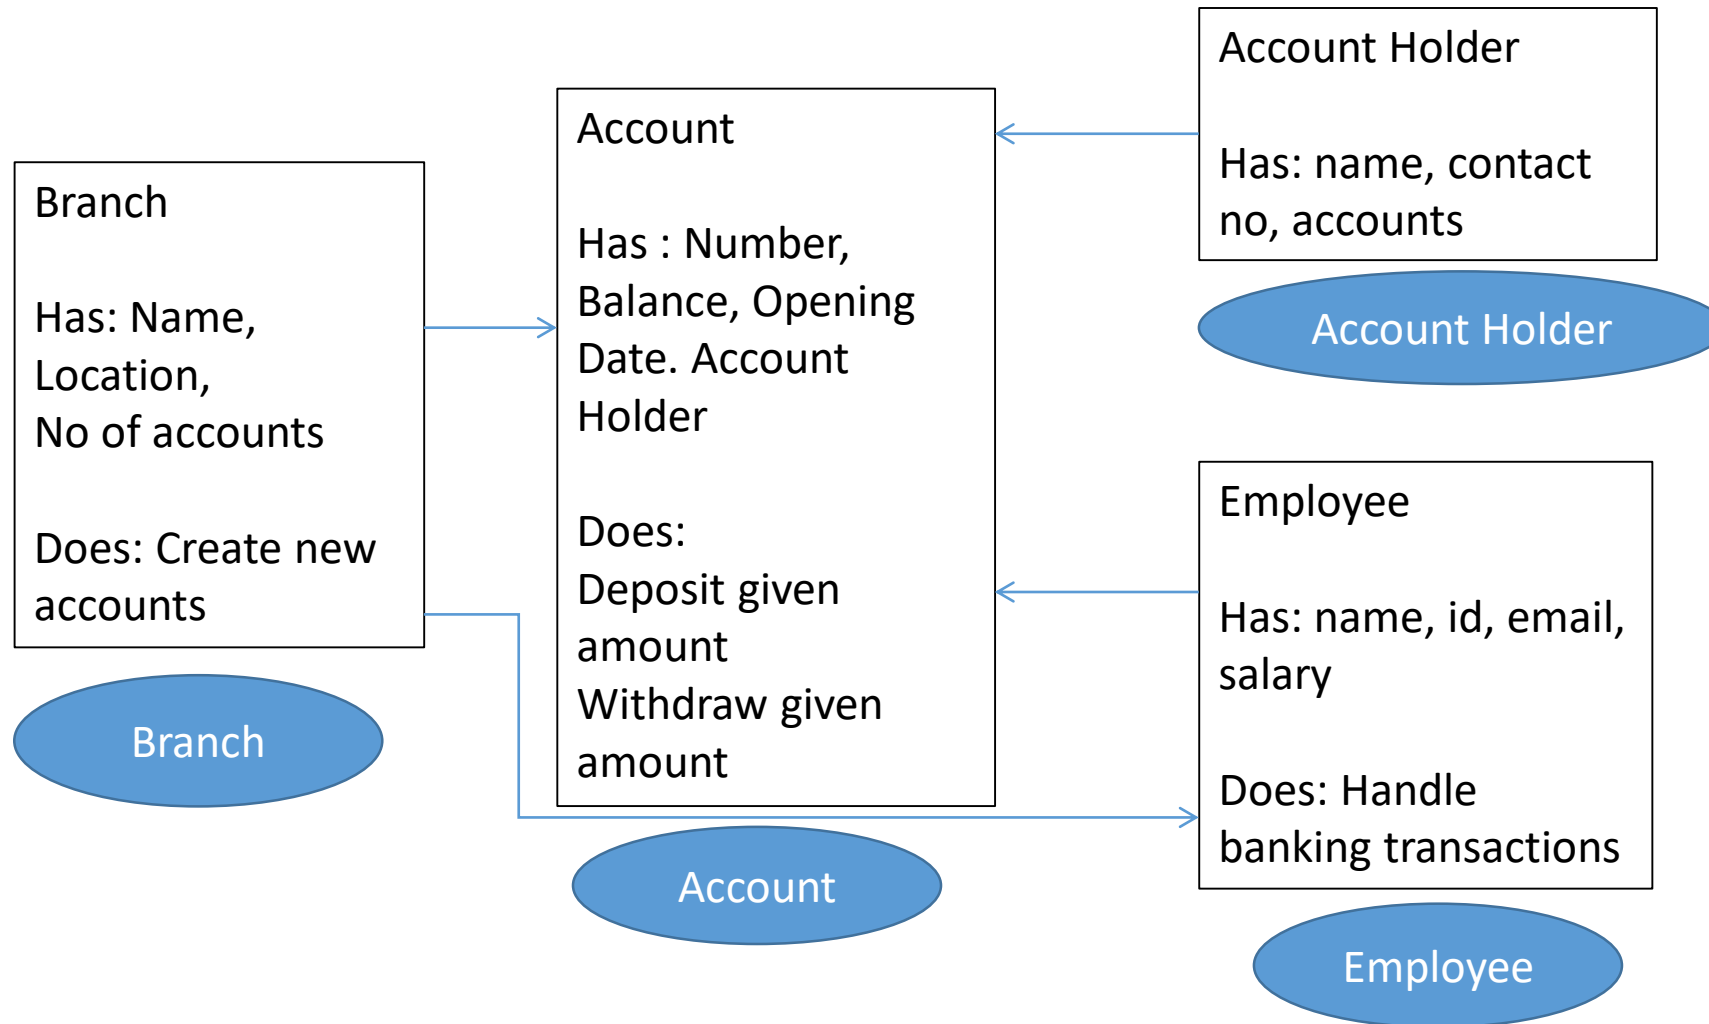 Branch
Has: Name,
Location,
No of accounts
Does: Create new
accounts
Branch
Account
Has : Number,
Balance, Opening
Date. Account
Holder
Does:
Deposit given
amount
Withdraw given
amount
Account
Account Holder
Has: name, contact
no, accounts
Account Holder
Employee
Has: name, id, email,
salary
Does: Handle
banking transactions
Employee